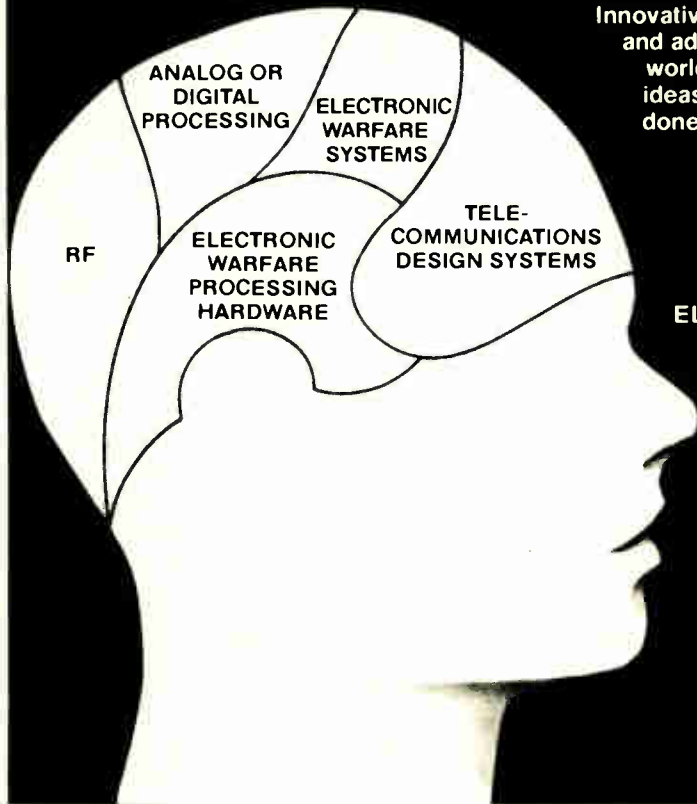 Innovativ
and ad
world
ideas
done
ANALOG OR
DIGITAL
PROCESSING
ELECTRONIC
WARFARE
SYSTEMS
TELE-
COMMUNICATIONS
DESIGN SYSTEMS
RF
ELECTRONIC
WARFARE
PROCESSING
HARDWARE
EL